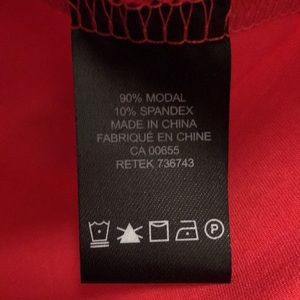 90% MODAL
10% SPANDEX
MADE IN CHINA
FABRIQUÉ EN CHINE
CA 00655
RETEK 736743
P